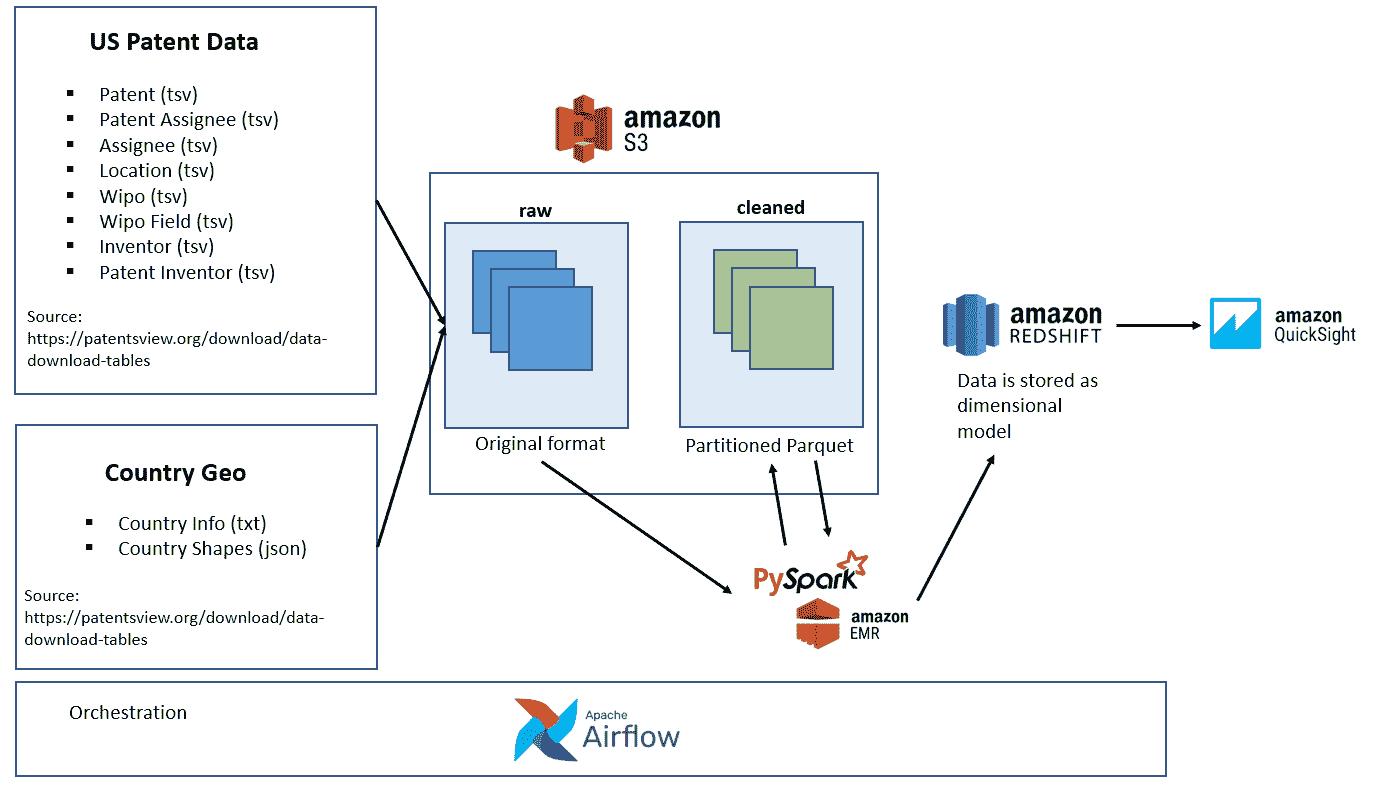 US Patent Data
Patent (tsv)
Patent Assignee (tsv)
Assignee (tsv)
Location (tsv)
Wipo (tsv)
Wipo Field (tsv)
Inventor (tsv)
Patent Inventor (tsv)
Source:
https://patentsview.org/download/data-
download-tables
Country Geo
Country Info (txt)
Country Shapes (json)
Source:
https://patentsview.org/download/data-
download-tables
amazon
S3
raw
Original format
cleaned
Partitioned Parquet
PySpark
amazon
EMR
amazon
REDSHIFT
Data is stored as
dimensional
model
amazon
QuickSight
Orchestration
Apache
Airflow